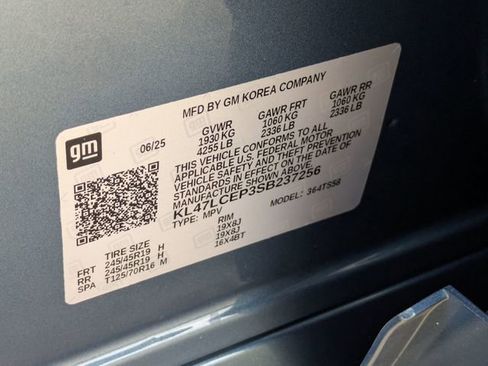 gm
MFD BY GM KOREA COMPANY
06/25 GVWR GAWR FRT GAWR RR
1930 KG 1060 KG 1060 KG
4255 LB 2336 LB 2336 LB
THIS VEHICLE CONFORMS TO ALL
APPLICABLE U.S. FEDERAL MOTOR
VEHICLE SAFETY AND THEFT PREVENTION
STANDARDS IN EFFECT ON THE DATE OF
MANUFACTURE SHOWN ABOVE.
KL47LCEP3SB237256
TYPE: MPV MODEL: 364TS58
TIRE SIZE RIM
FRT 245/45R19 H 19X8J
RR 245/45R19 H 19X8J
SPA T125/70R16 M 16X4BT